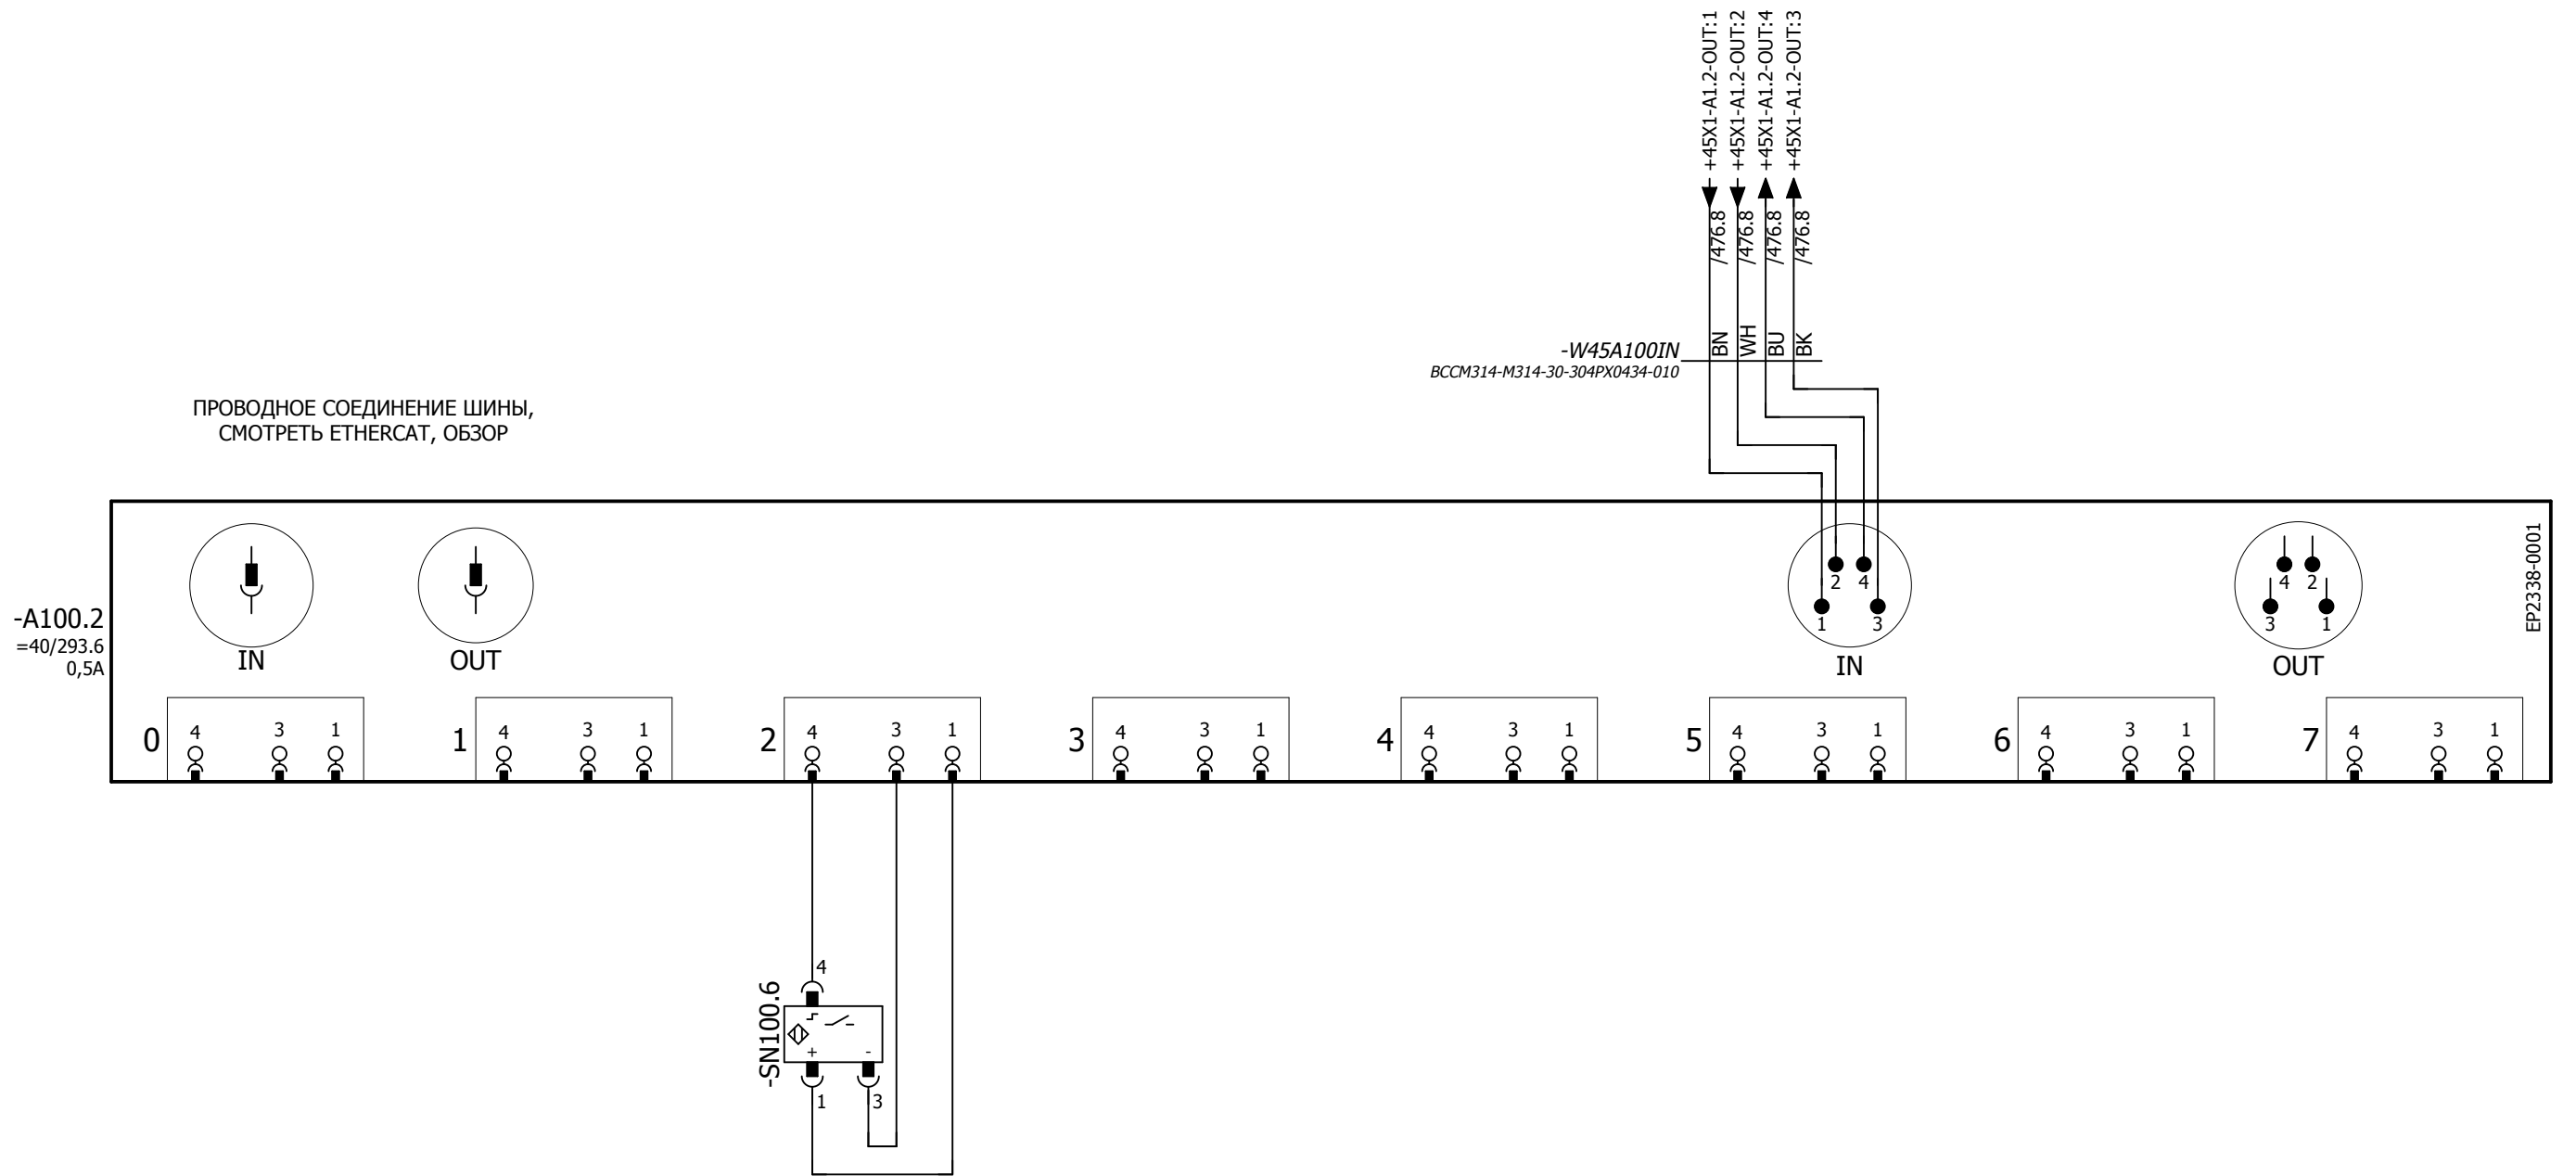 +45X1-A1.2-OUT:1
+45X1-A1.2-OUT:2
+45X1-A1.2-OUT:4
+45X1-A1.2-OUT:3
/476.8
/476.8
/476.8
/476.8
BN
WH
BU
BK
-W45A100IN
BCCM314-M314-30-304PX0434-010
ПРОВОДНОЕ СОЕДИНЕНИЕ ШИНЫ,
СМОТРЕТЬ ETHERCAT, ОБЗОР
-A100.2
=40/293.6
0,5A
IN
OUT
2 4
1 3
IN
4 2
3 1
OUT
EP2338-0001
0 4 3 1
1 4 3 1
2 4 3 1
3 4 3 1
4 4 3 1
5 4 3 1
6 4 3 1
7 4 3 1
-SN100.6
4
+ -
1 3